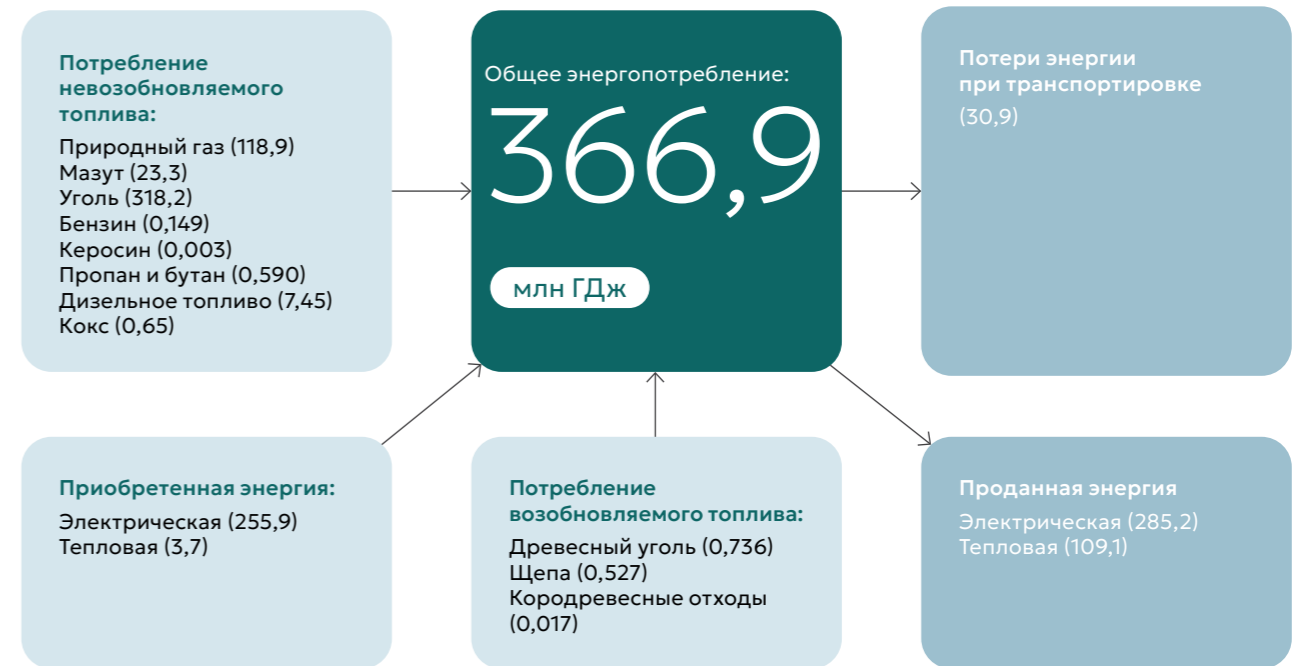 Потребление
невозобновляемого
топлива:
Природный газ (118,9)
Мазут (23,3)
Уголь (318,2)
Бензин (0,149)
Керосин (0,003)
Пропан и бутан (0,590)
Дизельное топливо (7,45)
Кокс (0,65)
Общее энергопотребление:
366,9
млн ГДж
Потери энергии
при транспортировке
(30,9)
Приобретенная энергия:
Электрическая (255,9)
Тепловая (3,7)
Потребление
возобновляемого топлива:
Древесный уголь (0,736)
Щепа (0,527)
Кородревесные отходы
(0,017)
Проданная энергия
Электрическая (285,2)
Тепловая (109,1)